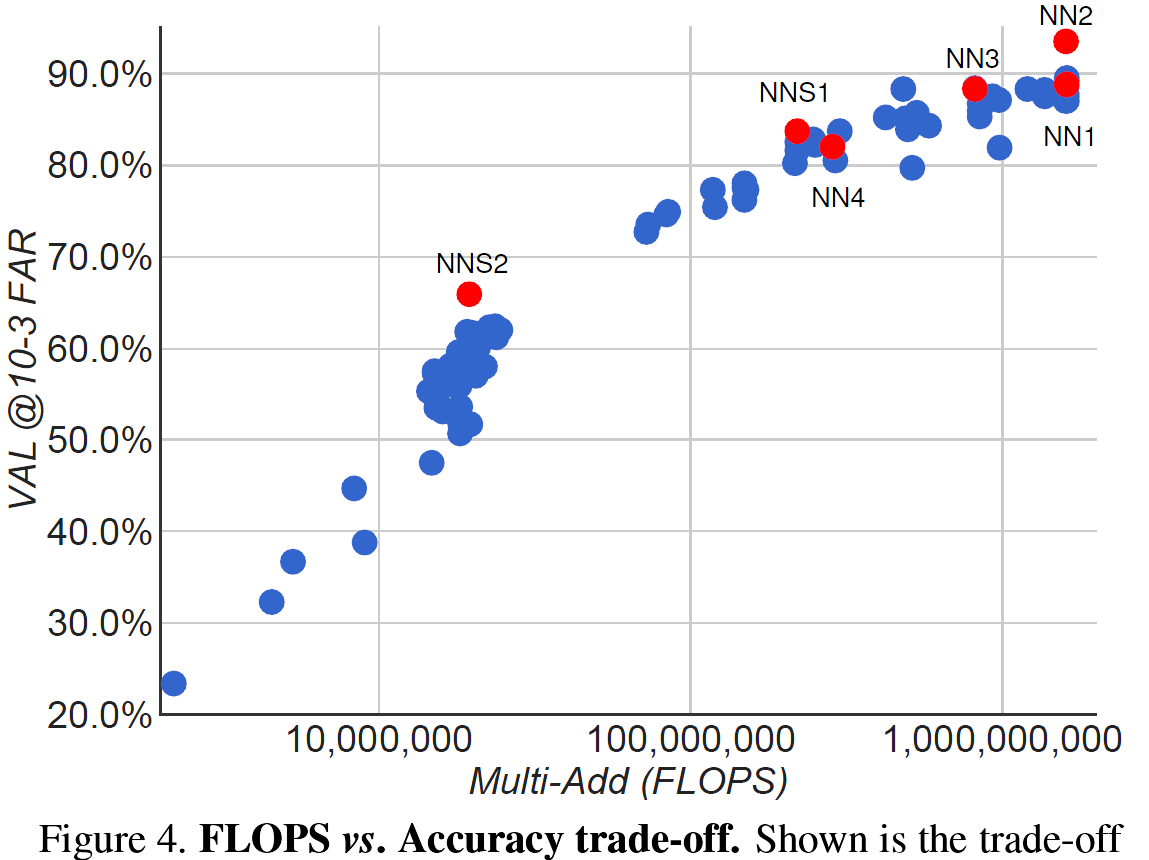 NN2
NN3
90.0%
NNS1
NN1
80.0%
NN4
70.0%
NNS2
60.0%
50.0%
40.0%
30.0%
20.0%
VAL @10-3 FAR
10,000,000
100,000,000
1,000,000,000
Multi-Add (FLOPS)
Figure 4. FLOPS vs. Accuracy trade-off. Shown is the trade-off